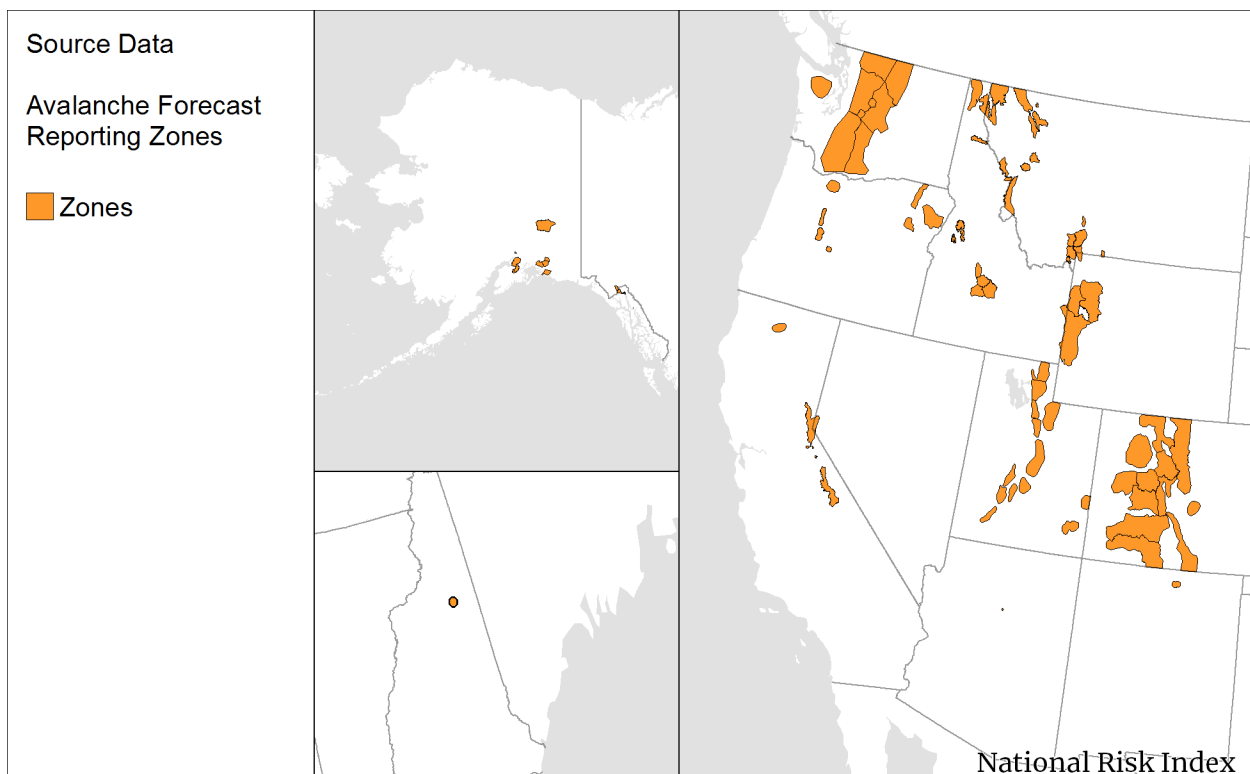 Source Data
Avalanche Forecast
Reporting Zones
Zones
National Risk Index